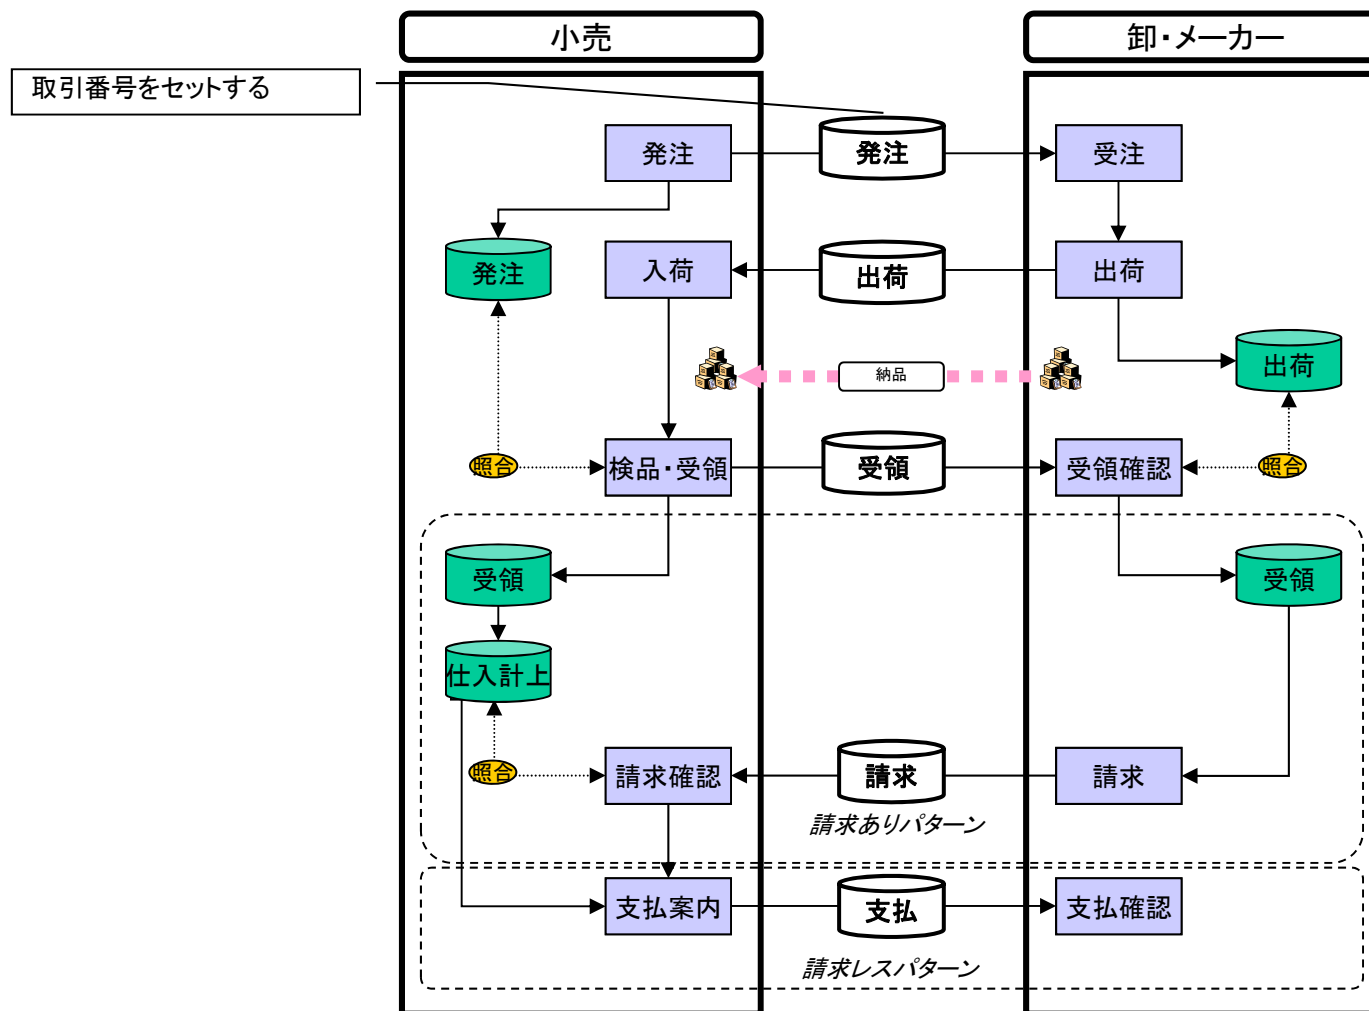 小売
卸・メーカー
取引番号をセットする
発注
発注
受注
発注
入荷
出荷
出荷
出荷
納品
照合
検品・受領
受領
受領確認
照合
受領
受領
仕入計上
照合
請求確認
請求
請求
請求ありパターン
支払案内
支払
支払確認
請求レスパターン